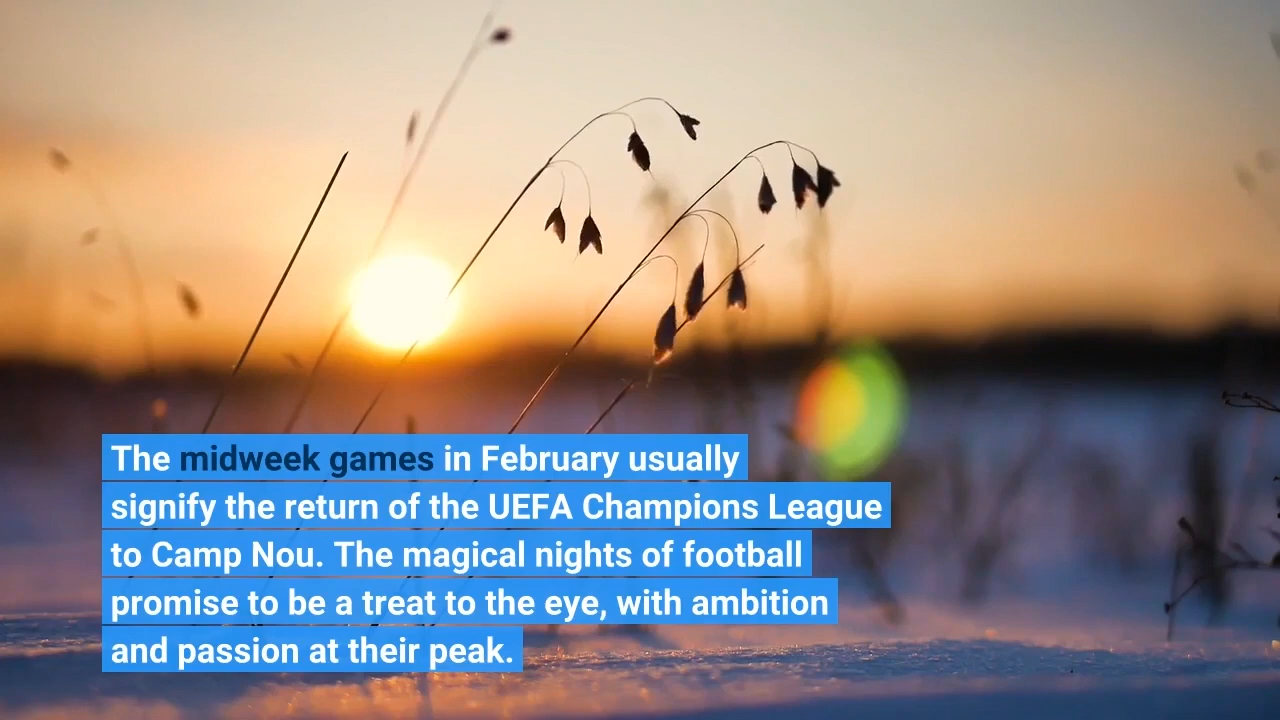 The midweek games in February usually
signify the return of the UEFA Champions League
to Camp Nou. The magical nights of football
promise to be a treat to the eye, with ambition
and passion at their peak.